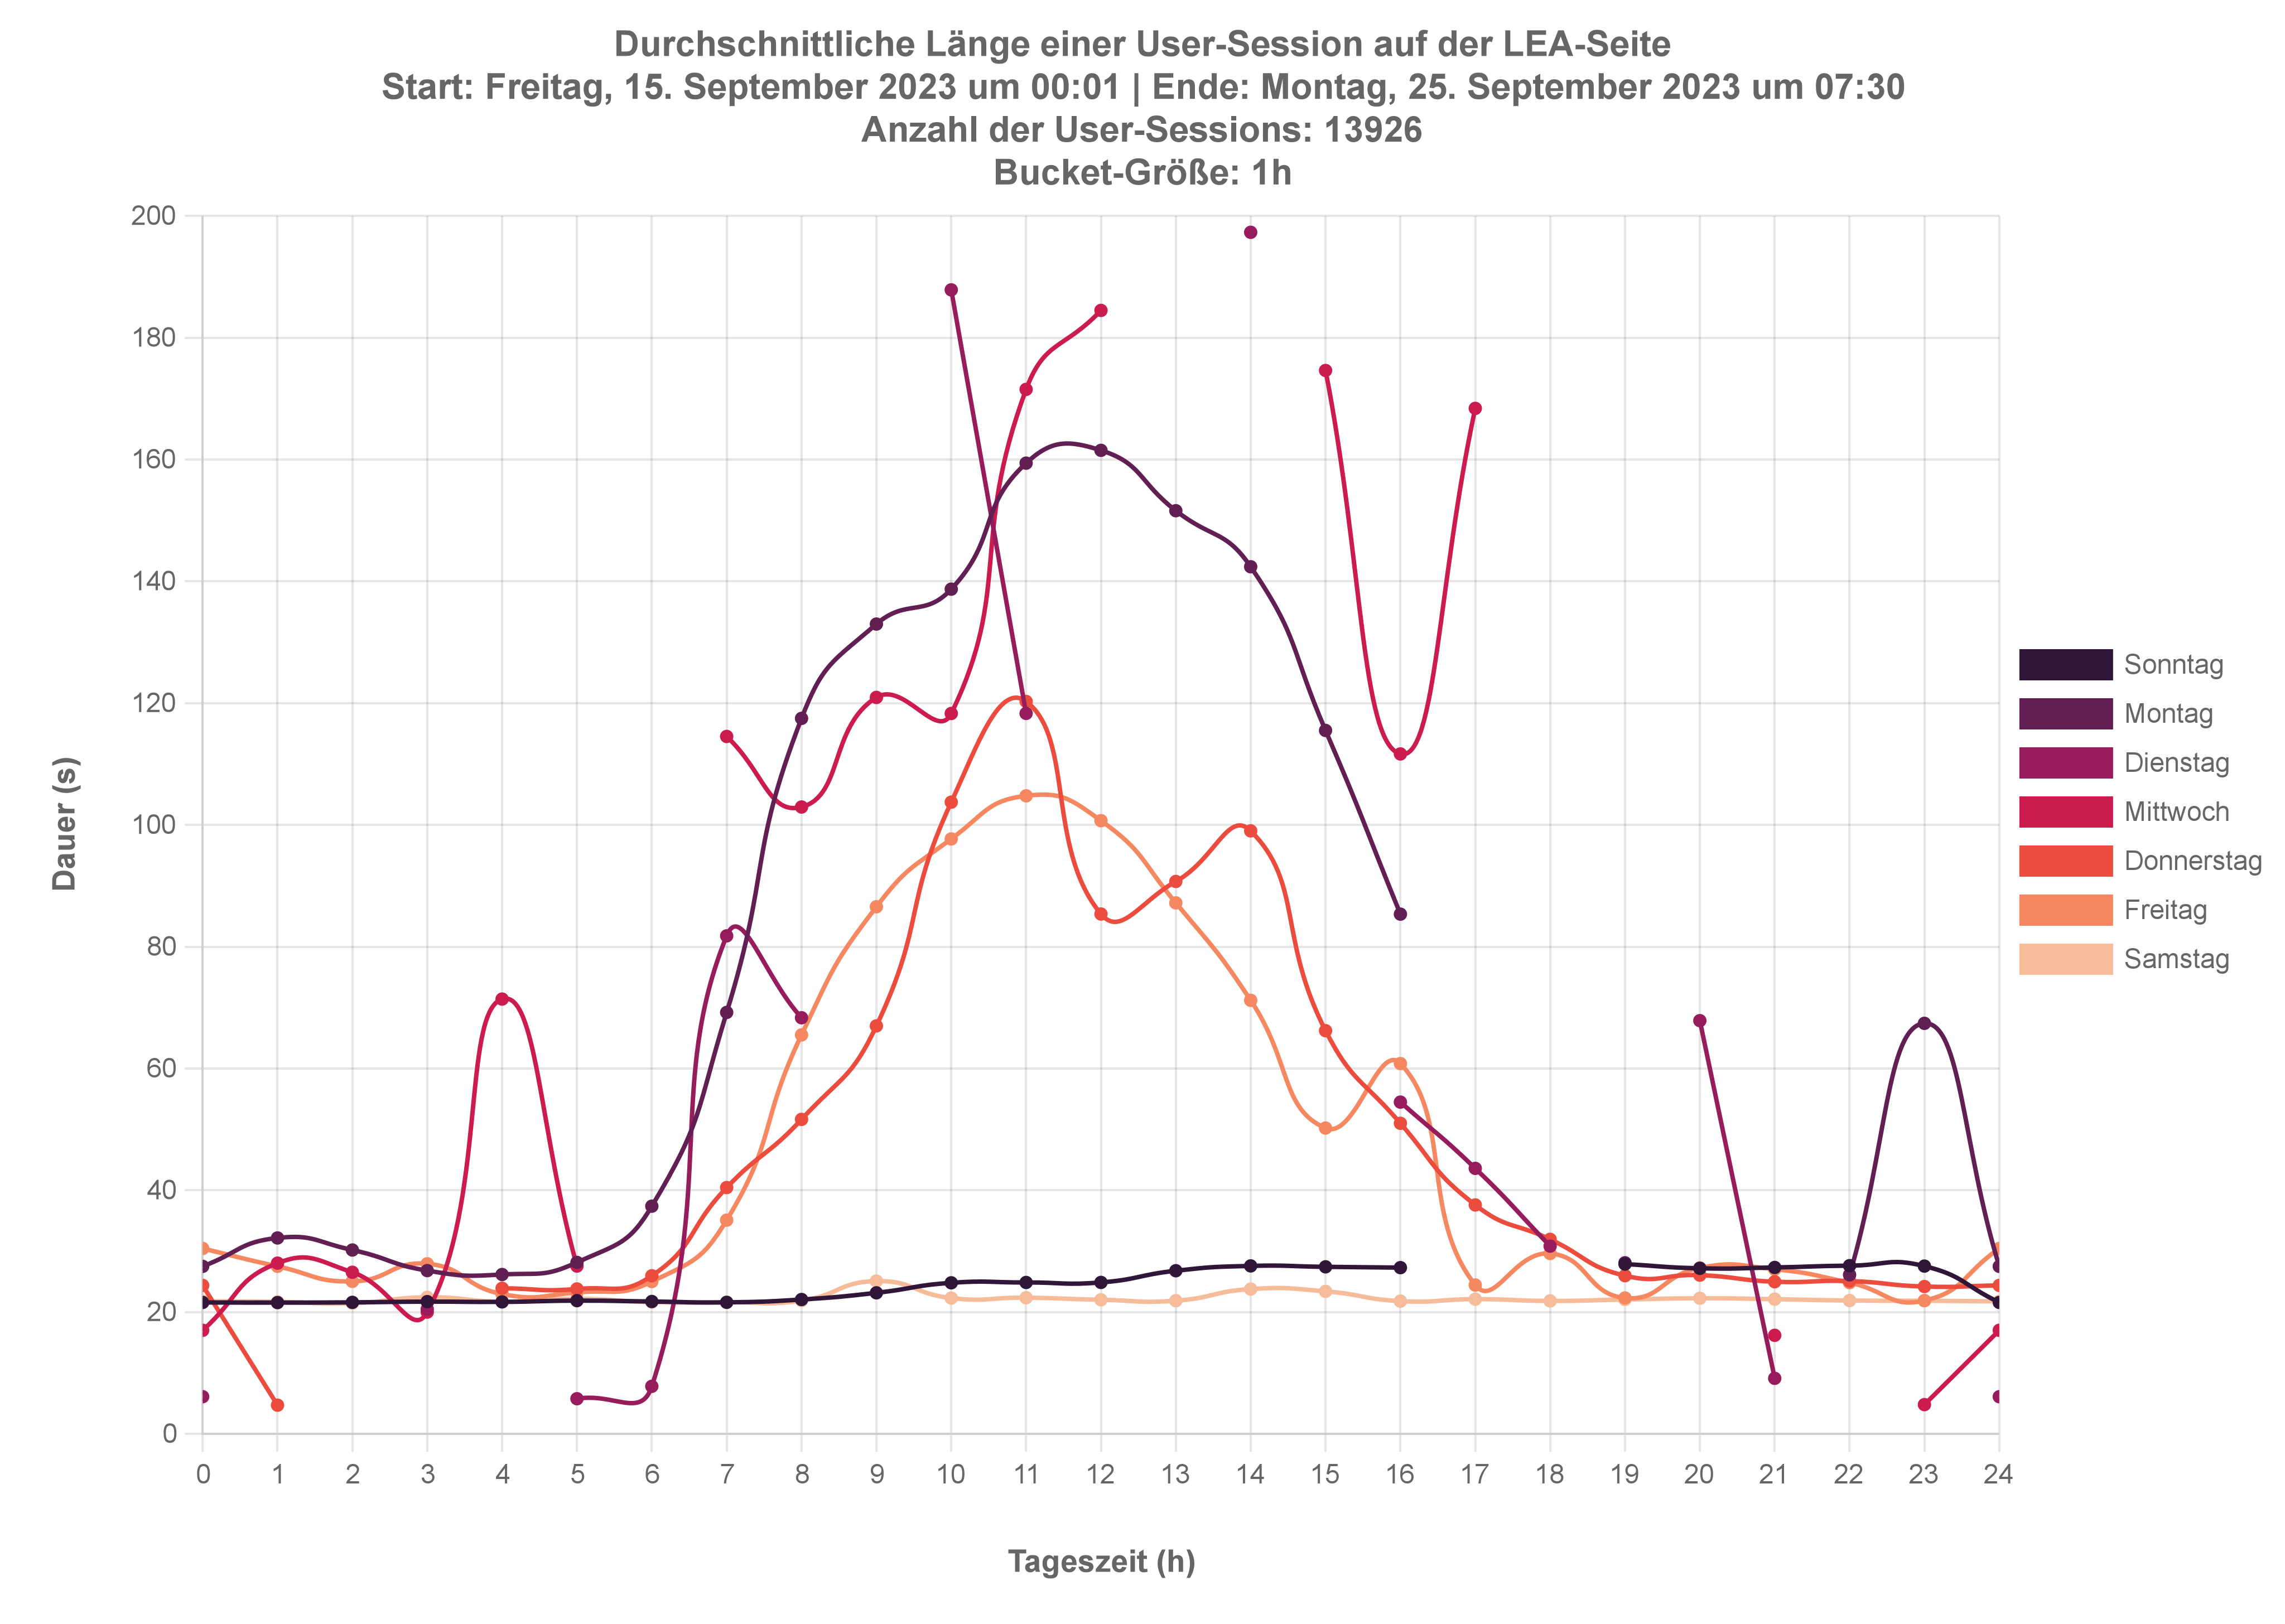 Durchschnittliche Länge einer User-Session auf der LEA-Seite
Start: Freitag, 15. September 2023 um 00:01 | Ende: Montag, 25. September 2023 um 07:30
Anzahl der User-Sessions: 13926
Bucket-Größe: 1h
200
180
160
140
120
100
80
60
40
20
0
Dauer (s)
0 1 2 3 4 5 6 7 8 9 10 11 12 13 14 15 16 17 18 19 20 21 22 23 24
Tageszeit (h)
Sonntag
Montag
Dienstag
Mittwoch
Donnerstag
Freitag
Samstag